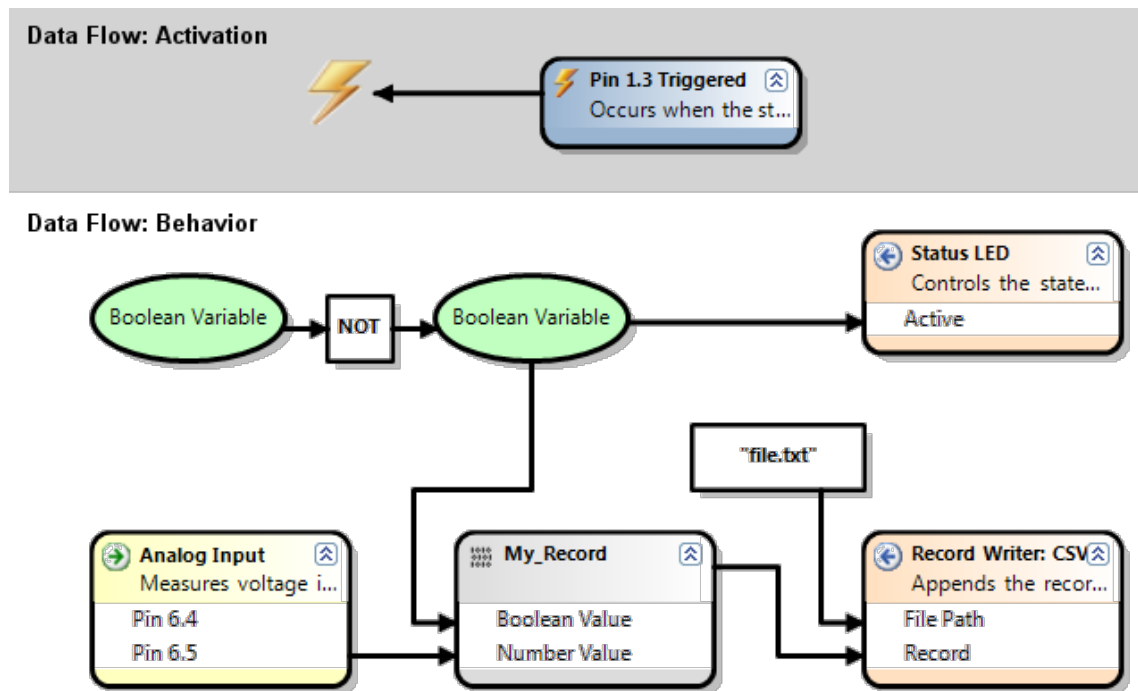 Data Flow: Activation
Pin 1.3 Triggered
Occurs when the st...
Data Flow: Behavior
Boolean Variable
NOT
Boolean Variable
Status LED
Controls the state...
Active
"file.txt"
Analog Input
Measures voltage i...
Pin 6.4
Pin 6.5
My_Record
Boolean Value
Number Value
Record Writer: CSV
Appends the recor...
File Path
Record